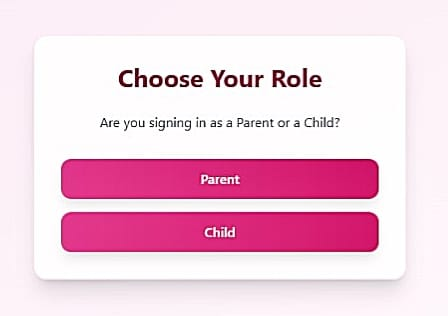 Choose Your Role
Are you signing in as a Parent or a Child?
Parent
Child